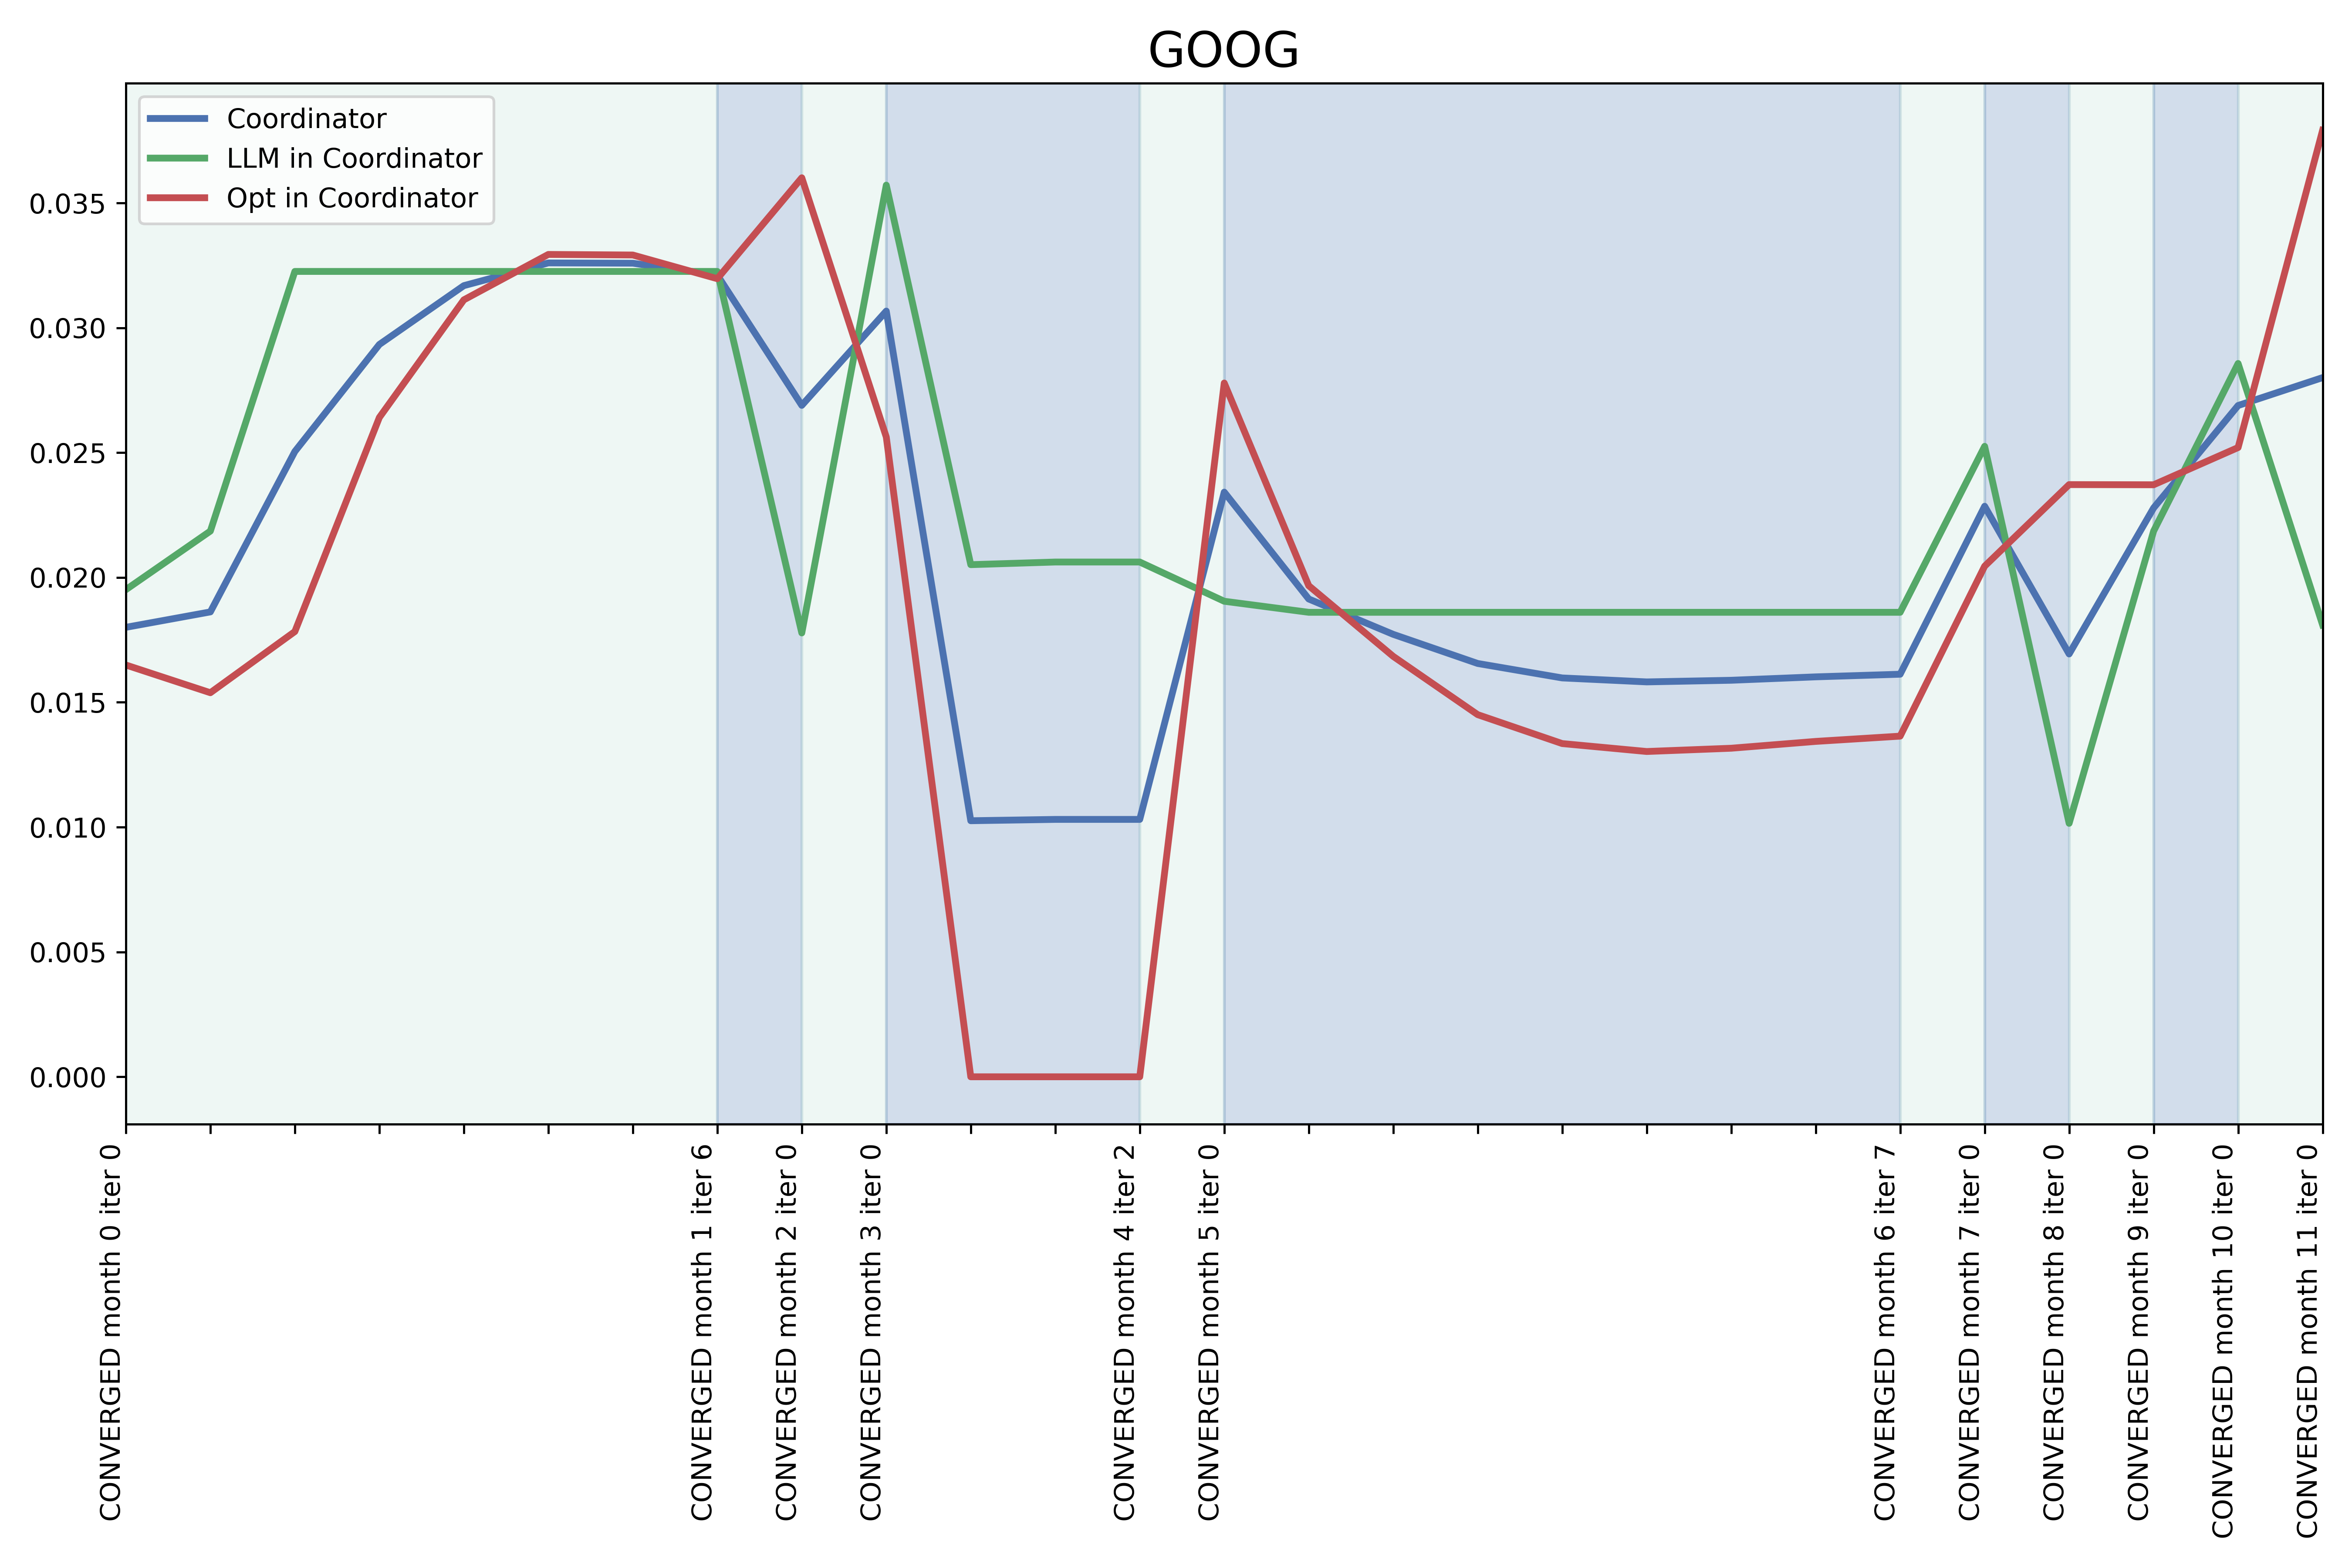 GOOG
Coordinator
LLM in Coordinator
Opt in Coordinator
0.035
0.030
0.025
0.020
0.015
0.010
0.005
0.000
CONVERGED month 0 iter 0
CONVERGED month 1 iter 6
CONVERGED month 2 iter 0
CONVERGED month 3 iter 0
CONVERGED month 4 iter 2
CONVERGED month 5 iter 0
CONVERGED month 6 iter 7
CONVERGED month 7 iter 0
CONVERGED month 8 iter 0
CONVERGED month 9 iter 0
CONVERGED month 10 iter 0
CONVERGED month 11 iter 0